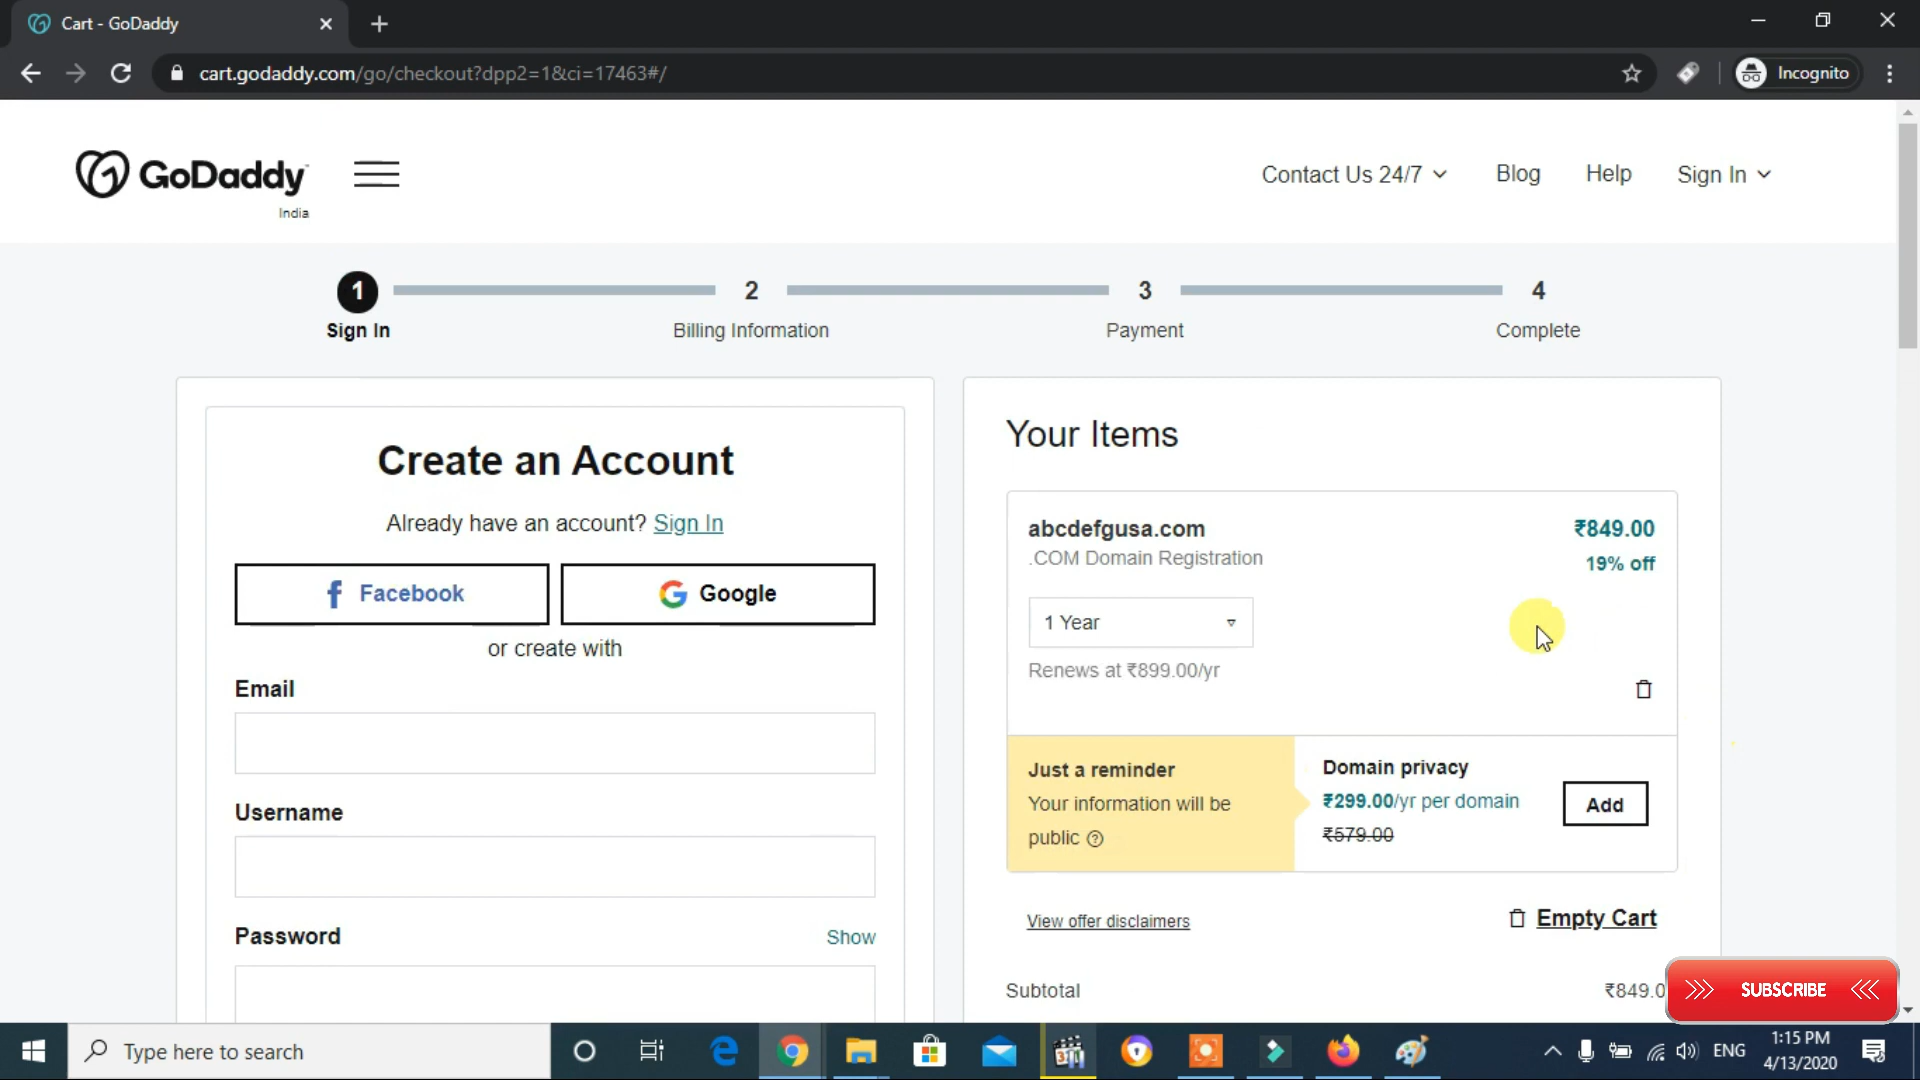 Cart - GoDaddy
cart.godaddy.com/go/checkout?dpp2=1&ci=17463#/
Incognito
GoDaddy
India
Contact Us 24/7
Blog
Help
Sign In
1
2
3
4
Sign In
Billing Information
Payment
Complete
Create an Account
Already have an account? Sign In
Facebook
Google
or create with
Email
Username
Password
Show
Your Items
abcdefgusa.com
₹849.00
.COM Domain Registration
19% off
1 Year
Renews at ₹899.00/yr
Just a reminder
Your information will be
public
Domain privacy
₹299.00/yr per domain
₹579.00
Add
View offer disclaimers
Empty Cart
Subtotal
₹849.0
SUBSCRIBE
Type here to search
ENG
1:15 PM
4/13/2020